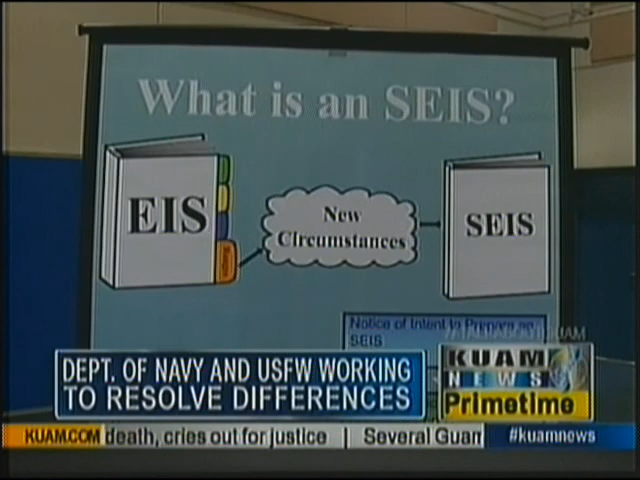 What is an SEIS?
EIS
New
Circumstances
SEIS
Notice of Intent to Prepare an
SEIS
DEPT. OF NAVY AND USFW WORKING
TO RESOLVE DIFFERENCES
KUAM
NEWS
Primetime
KUAM.COM
death, cries out for justice | Several Guam
#kuamnews